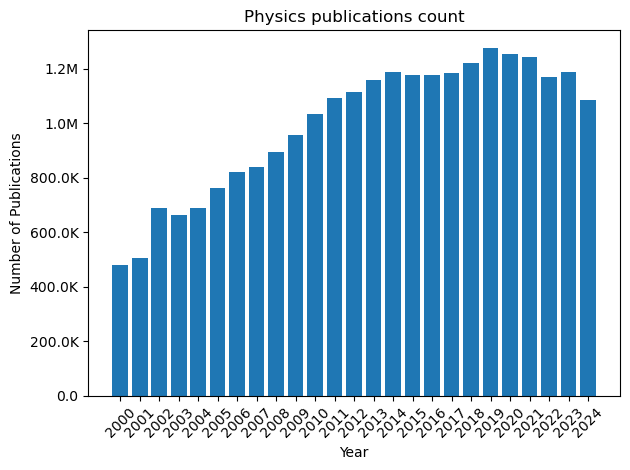 Physics publications count
Number of Publications
1.2M
1.0M
800.0K
600.0K
400.0K
200.0K
0.0
2000 2001 2002 2003 2004 2005 2006 2007 2008 2009 2010 2011 2012 2013 2014 2015 2016 2017 2018 2019 2020 2021 2022 2023 2024
Year